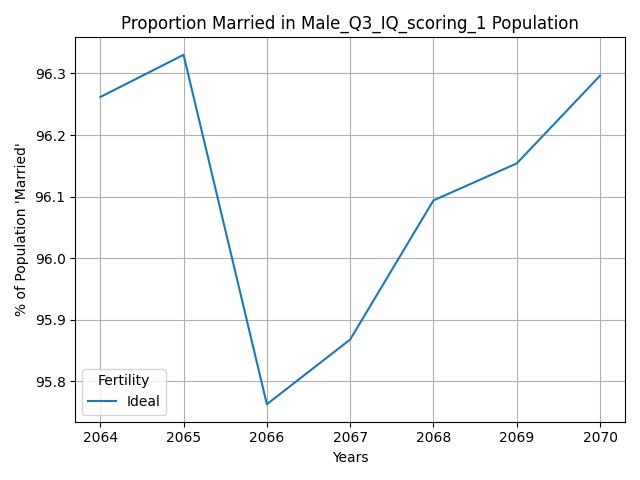 Proportion Married in Male_Q3_IQ_scoring_1 Population
% of Population 'Married'
96.3
96.2
96.1
96.0
95.9
95.8
Fertility
Ideal
2064 2065 2066 2067 2068 2069 2070
Years